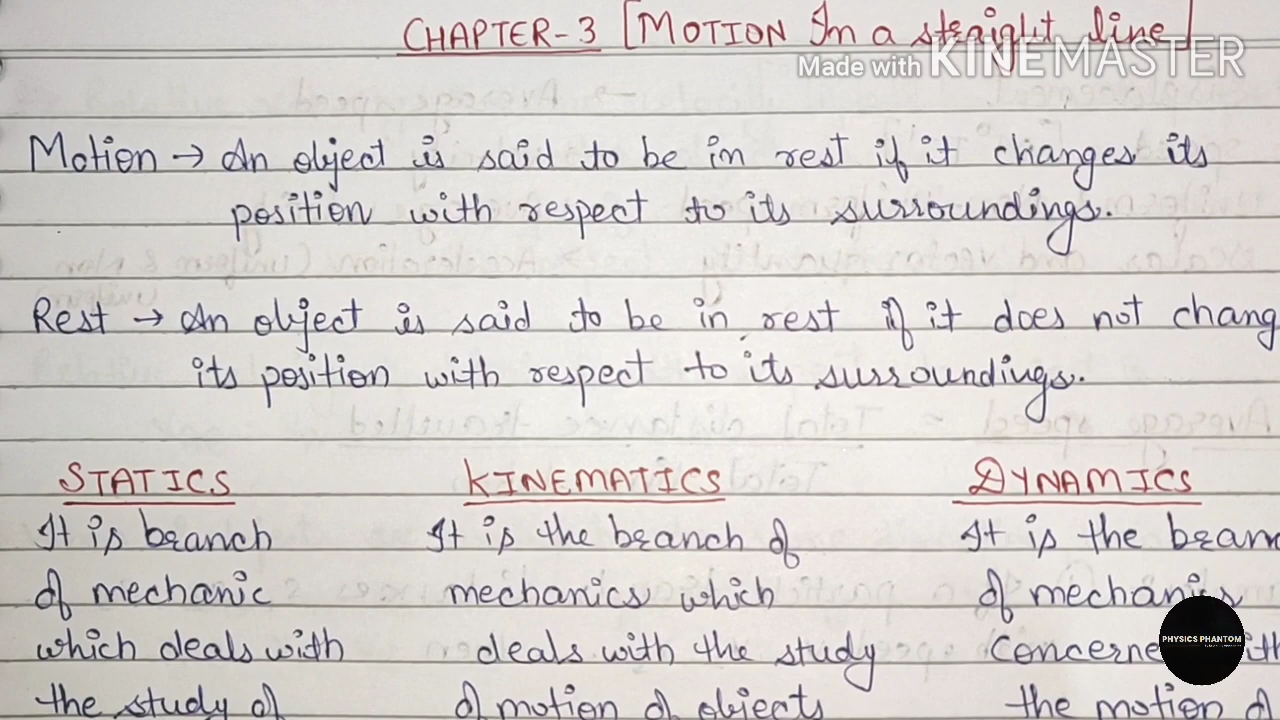 CHAPTER-3 [MOTION In a straight line]
Made with KINEMASTER
Motion → An object is said to be in rest if it changes its
position with respect to its surroundings.
Rest → An object is said to be in rest if it does not chang
its position with respect to its surroundings.
STATICS
It is branch
of mechanic
which deals with
the study of
KINEMATICS
It is the branch of
mechanics which
deals with the study
of motion of objects
DYNAMICS
It is the bran
of mechanics
Concerne ith
the motion of
PHYSICS PHANTOM